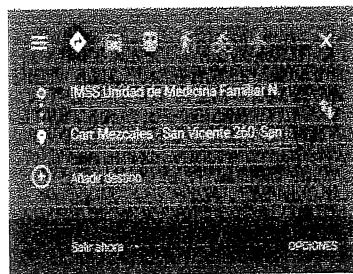 IMSS Unidad de Medicina Familiar N.
Carr. Mezcales - San Vicente 260, San
Añadir destino
Salir ahora
OPCIONES